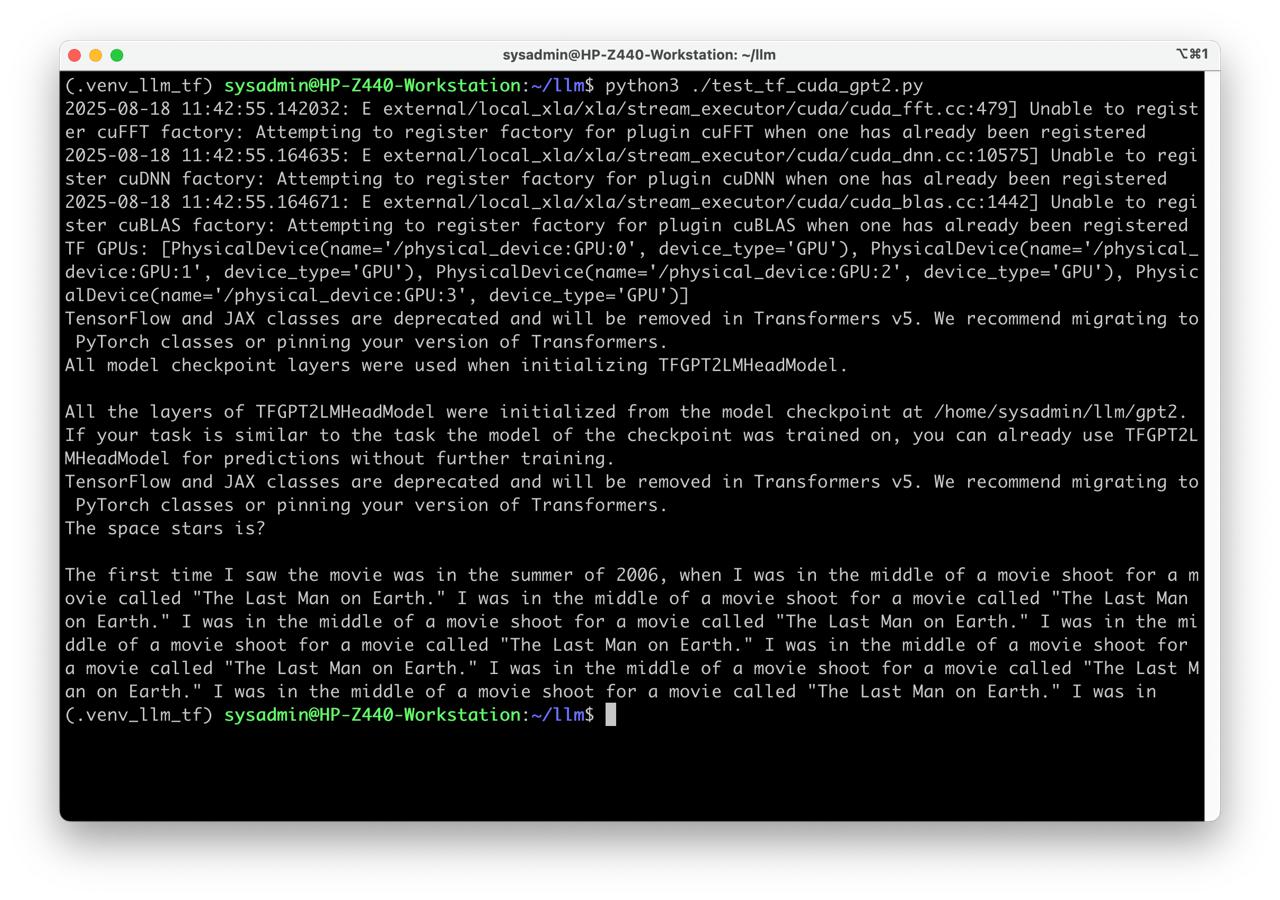 sysadmin@HP-Z440-Workstation: ~/llm
⌥⌘1
(.venv_llm_tf) sysadmin@HP-Z440-Workstation:~/llm$ python3 ./test_tf_cuda_gpt2.py
2025-08-18 11:42:55.142032: E external/local_xla/xla/stream_executor/cuda/cuda_fft.cc:479] Unable to regist
er cuFFT factory: Attempting to register factory for plugin cuFFT when one has already been registered
2025-08-18 11:42:55.164635: E external/local_xla/xla/stream_executor/cuda/cuda_dnn.cc:10575] Unable to regi
ster cuDNN factory: Attempting to register factory for plugin cuDNN when one has already been registered
2025-08-18 11:42:55.164671: E external/local_xla/xla/stream_executor/cuda/cuda_blas.cc:1442] Unable to regi
ster cuBLAS factory: Attempting to register factory for plugin cuBLAS when one has already been registered
TF GPUs: [PhysicalDevice(name='/physical_device:GPU:0', device_type='GPU'), PhysicalDevice(name='/physical_
device:GPU:1', device_type='GPU'), PhysicalDevice(name='/physical_device:GPU:2', device_type='GPU'), Physic
alDevice(name='/physical_device:GPU:3', device_type='GPU')]
TensorFlow and JAX classes are deprecated and will be removed in Transformers v5. We recommend migrating to
 PyTorch classes or pinning your version of Transformers.
All model checkpoint layers were used when initializing TFGPT2LMHeadModel.

All the layers of TFGPT2LMHeadModel were initialized from the model checkpoint at /home/sysadmin/llm/gpt2.
If your task is similar to the task the model of the checkpoint was trained on, you can already use TFGPT2L
MHeadModel for predictions without further training.
TensorFlow and JAX classes are deprecated and will be removed in Transformers v5. We recommend migrating to
 PyTorch classes or pinning your version of Transformers.
The space stars is?

The first time I saw the movie was in the summer of 2006, when I was in the middle of a movie shoot for a m
ovie called "The Last Man on Earth." I was in the middle of a movie shoot for a movie called "The Last Man
on Earth." I was in the middle of a movie shoot for a movie called "The Last Man on Earth." I was in the mi
ddle of a movie shoot for a movie called "The Last Man on Earth." I was in the middle of a movie shoot for
a movie called "The Last Man on Earth." I was in the middle of a movie shoot for a movie called "The Last M
an on Earth." I was in the middle of a movie shoot for a movie called "The Last Man on Earth." I was in
(.venv_llm_tf) sysadmin@HP-Z440-Workstation:~/llm$